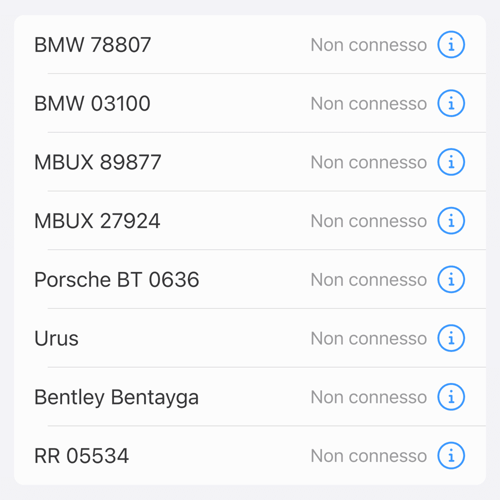 BMW 78807 Non connesso
BMW 03100 Non connesso
MBUX 89877 Non connesso
MBUX 27924 Non connesso
Porsche BT 0636 Non connesso
Urus Non connesso
Bentley Bentayga Non connesso
RR 05534 Non connesso